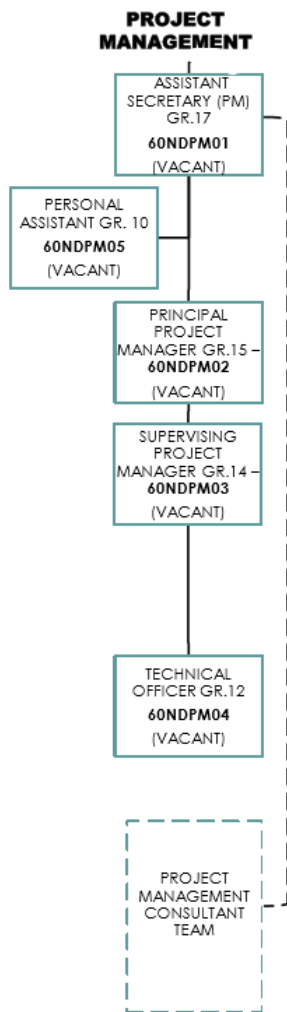 PROJECT
MANAGEMENT
ASSISTANT
SECRETARY (PM)
GR.17
60NDPM01
(VACANT)
PERSONAL
ASSISTANT GR. 10
60NDPM05
(VACANT)
PRINCIPAL
PROJECT
MANAGER GR.15 –
60NDPM02
(VACANT)
SUPERVISING
PROJECT
MANAGER GR.14 –
60NDPM03
(VACANT)
TECHNICAL
OFFICER GR.12
60NDPM04
(VACANT)
PROJECT
MANAGEMENT
CONSULTANT
TEAM